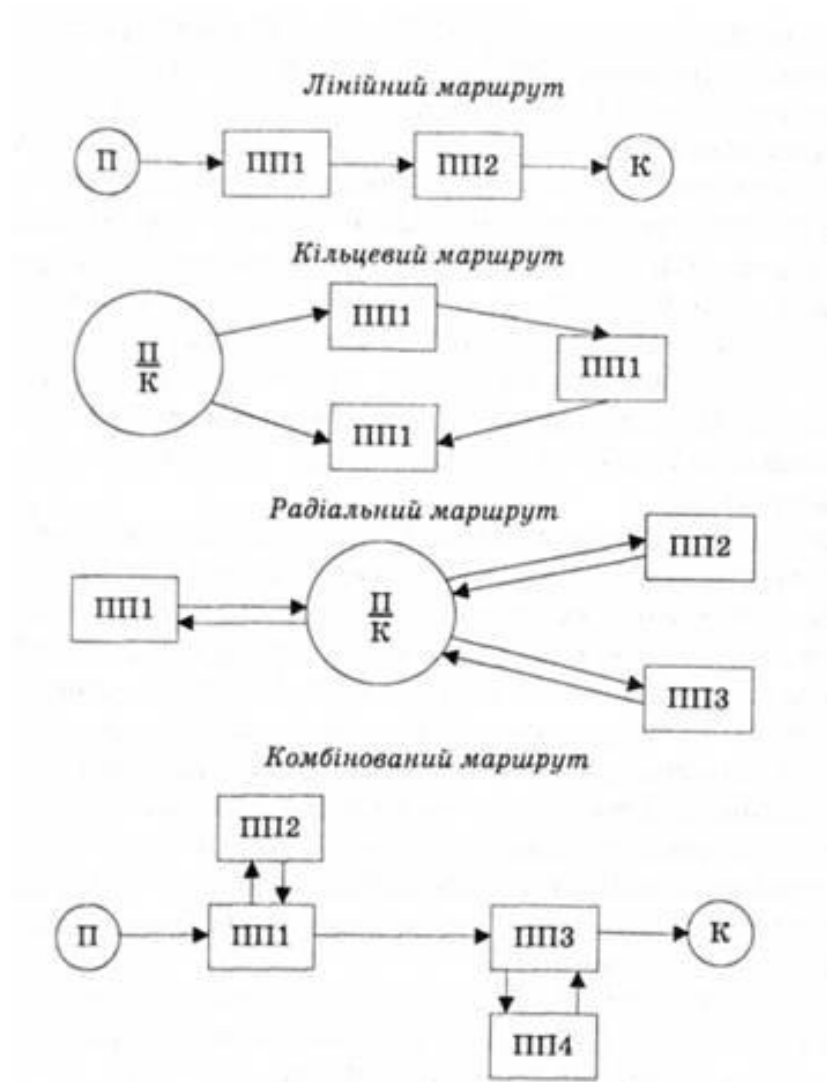 Лінійний маршрут
П ПП1 ПП2 К
Кільцевий маршрут
ПП1
П
К
ПП1
ПП1
Радіальний маршрут
ПП2
ПП1
П
К
ПП3
Комбінований маршрут
ПП2
П ПП1 ПП3 К
ПП4